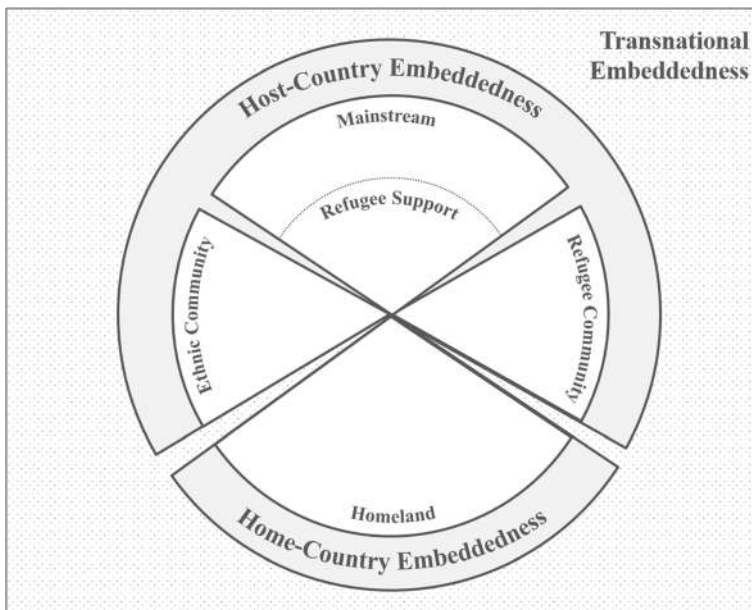 Transnational
Embeddedness
Host-Country Embeddedness
Mainstream
Refugee Support
Ethnic Community
Refugee Community
Homeland
Home-Country Embeddedness